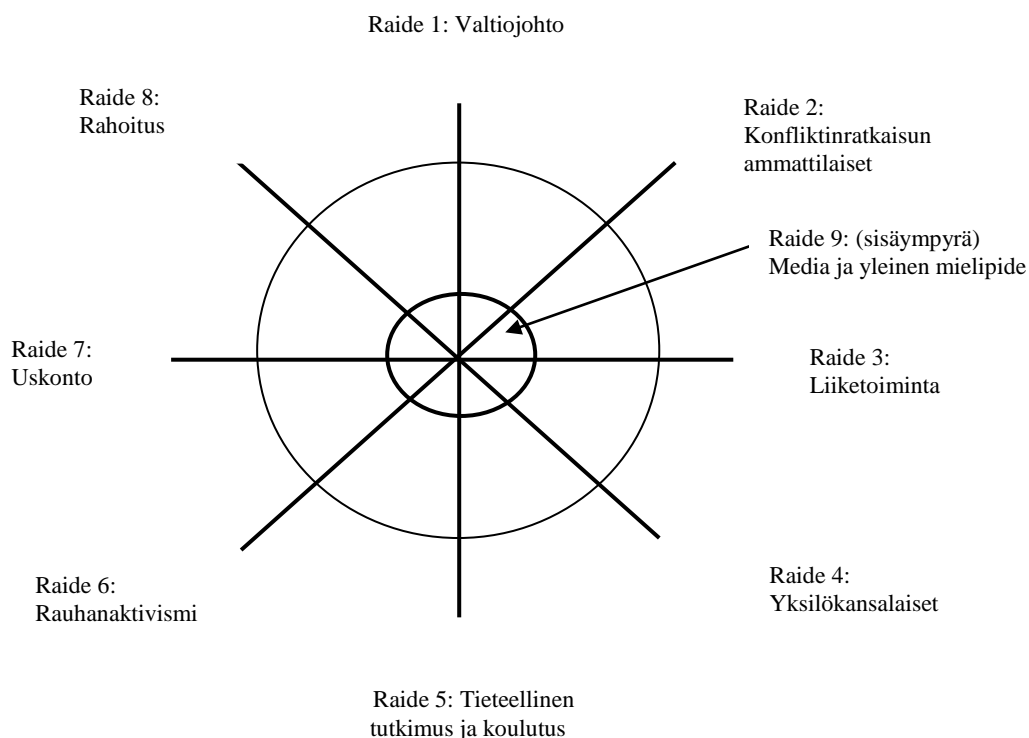 Raide 1: Valtiojohto
Raide 8:
Rahoitus
Raide 2:
Konfliktinratkaisun
ammattilaiset
Raide 9: (sisäympyrä)
Media ja yleinen mielipide
Raide 7:
Uskonto
Raide 3:
Liiketoiminta
Raide 6:
Rauhanaktivismi
Raide 4:
Yksilökansalaiset
Raide 5: Tieteellinen
tutkimus ja koulutus